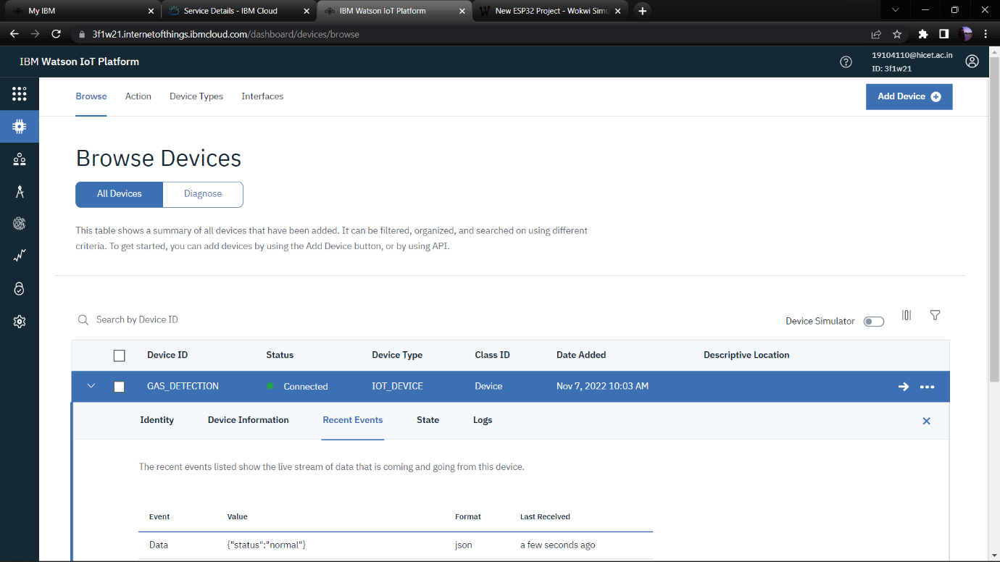 My IBM
Service Details - IBM Cloud
IBM Watson IoT Platform
New ESP32 Project - Wokwi Simu
3f1w21.internetofthings.ibmcloud.com/dashboard/devices/browse
IBM Watson IoT Platform
19104110@hicet.ac.in
ID: 3f1w21
Browse Action Device Types Interfaces
Add Device
Browse Devices
All Devices Diagnose
This table shows a summary of all devices that have been added. It can be filtered, organized, and searched on using different
criteria. To get started, you can add devices by using the Add Device button, or by using API.
Search by Device ID
Device Simulator
Device ID Status Device Type Class ID Date Added Descriptive Location
GAS_DETECTION Connected IOT_DEVICE Device Nov 7, 2022 10:03 AM
Identity Device Information Recent Events State Logs
The recent events listed show the live stream of data that is coming and going from this device.
Event Value Format Last Received
Data {"status":"normal"} json a few seconds ago